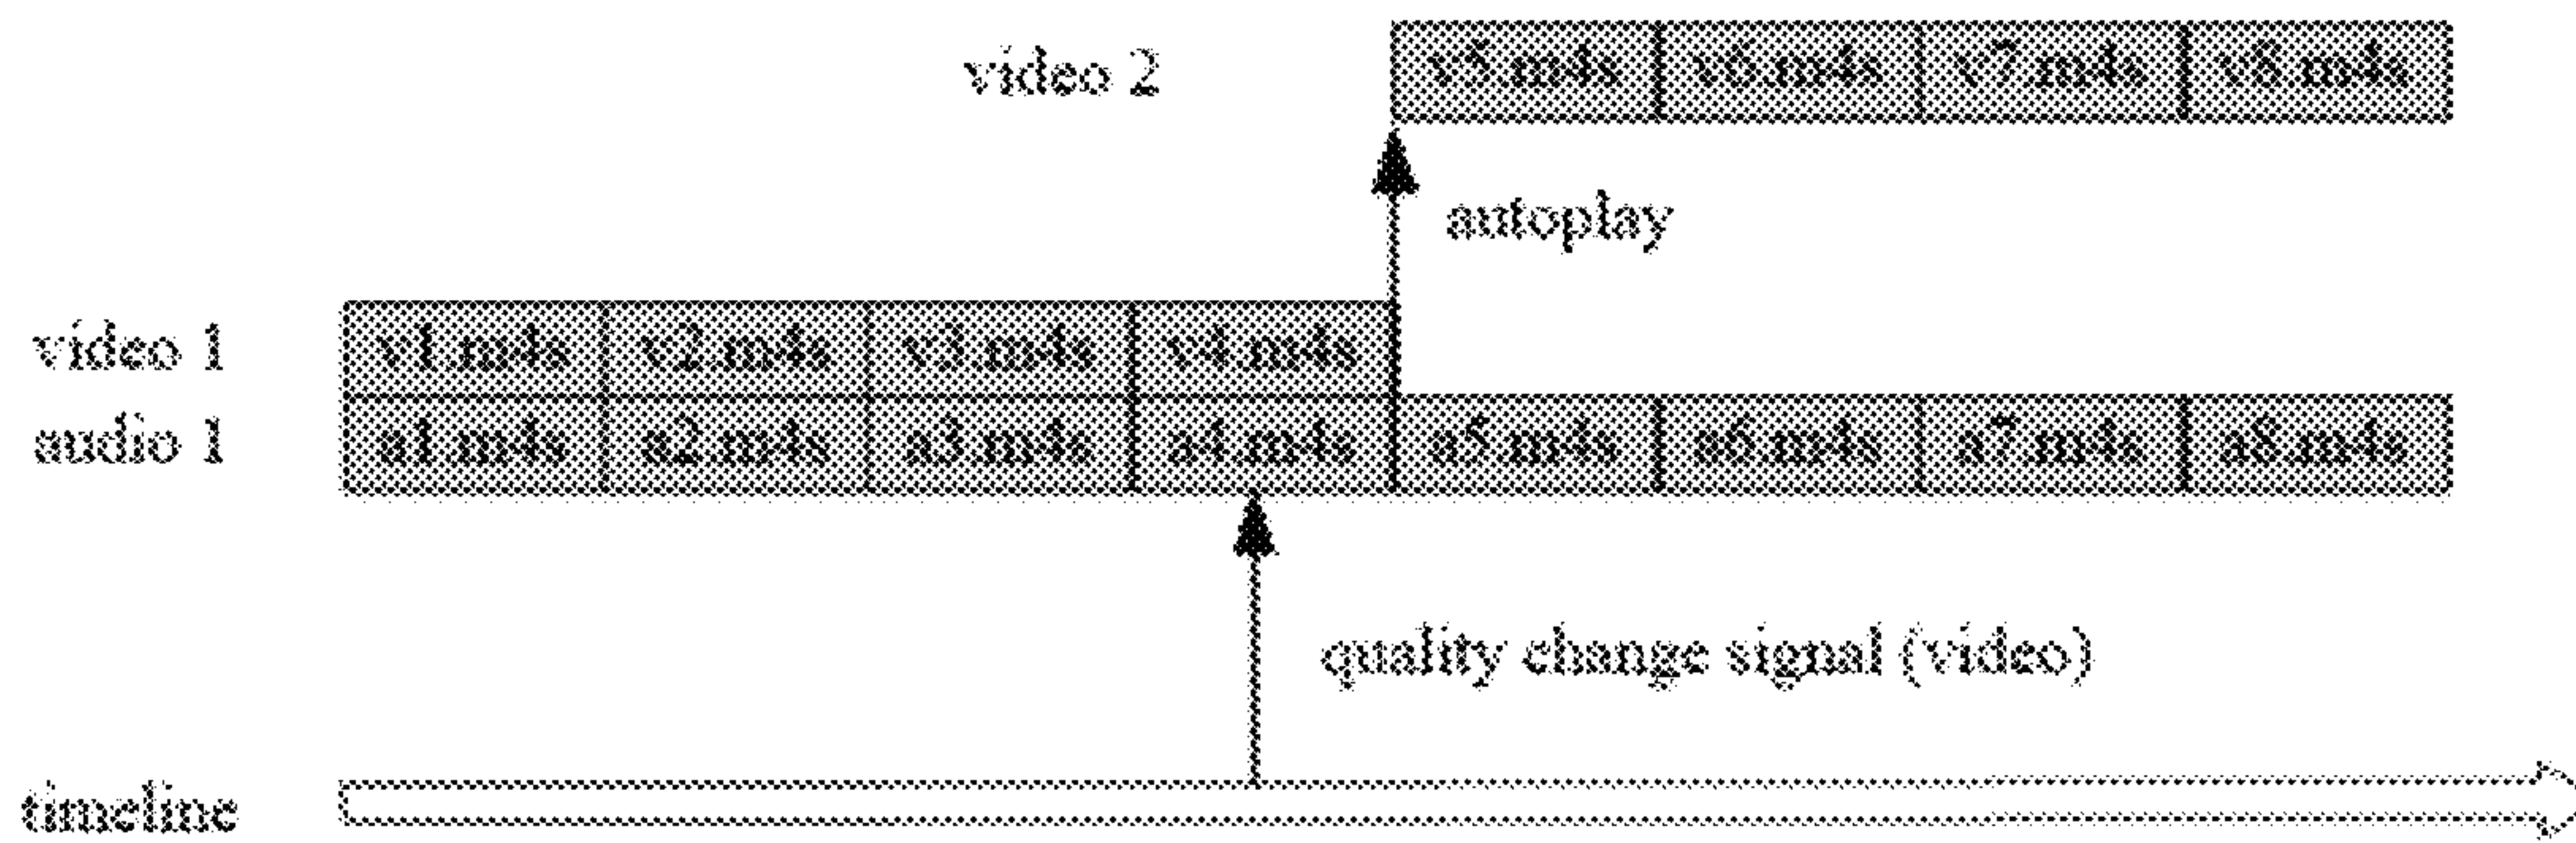 video 2 v5.m4s v6.m4s v7.m4s v8.m4s
autoplay
video 1 v1.m4s v2.m4s v3.m4s v4.m4s
audio 1 a1.m4s a2.m4s a3.m4s a4.m4s a5.m4s a6.m4s a7.m4s a8.m4s
quality change signal (video)
timeline